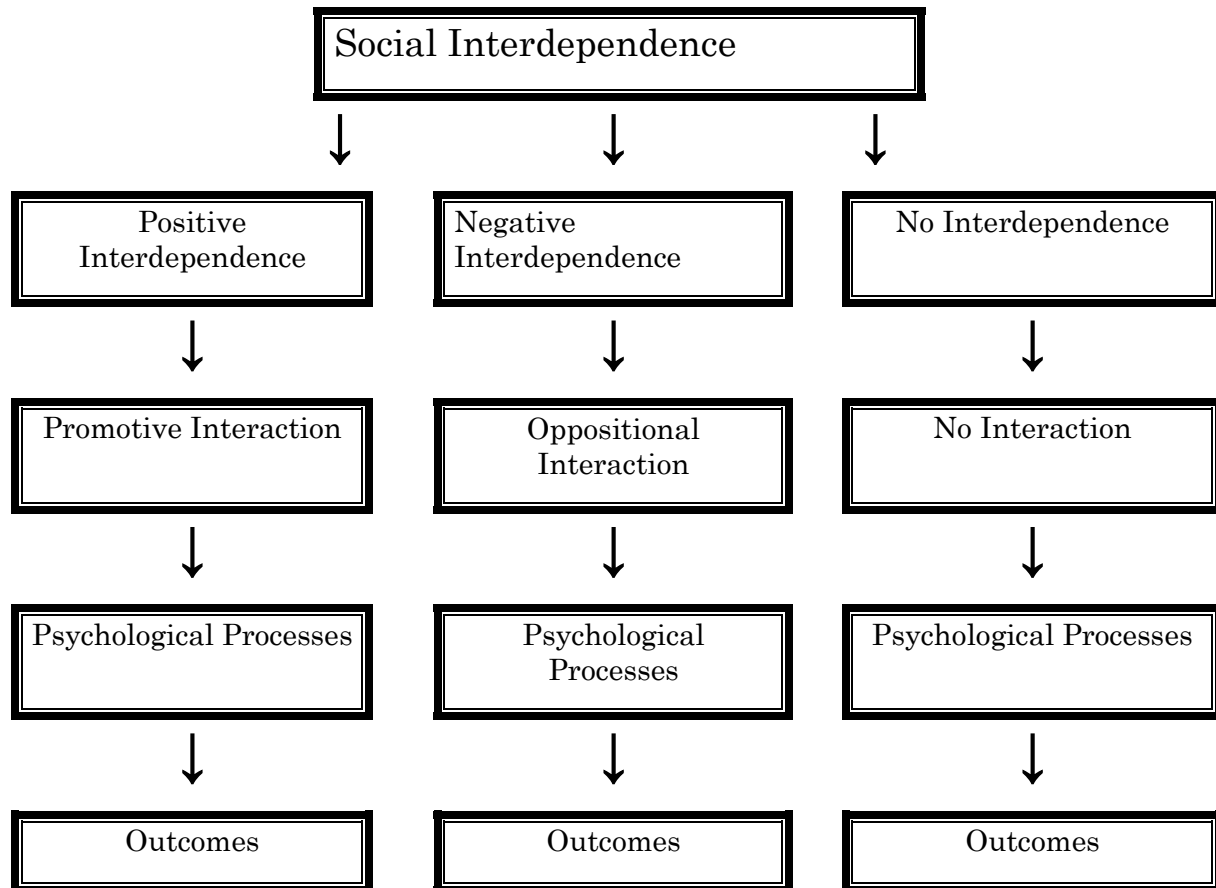 Social Interdependence
Positive
Interdependence
Negative
Interdependence
No Interdependence
Promotive Interaction
Oppositional
Interaction
No Interaction
Psychological Processes
Psychological
Processes
Psychological Processes
Outcomes
Outcomes
Outcomes